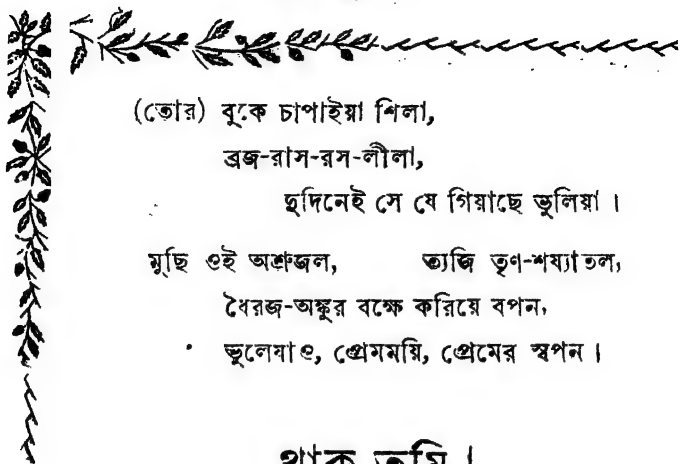 (তোর) বুকে চাপাইয়া শিলা,
ব্রজ-রাস-রস-লীলা,
দুদিনেই সে যে গিয়াছে ভুলিয়া ।
মুছি ওই অশ্রুজল, ত্যজি তৃণ-শয্যাতল,
ধৈরজ-অঙ্কুর বক্ষে করিয়ে বপন,
ভুলেযাও, প্রেমময়ি, প্রেমের স্বপন ।
থাক তুমি ।